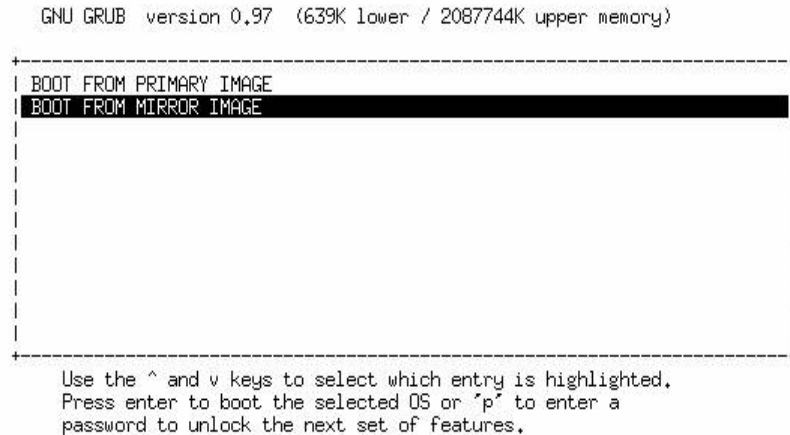 GNU GRUB version 0.97 (639K lower / 2087744K upper memory)
BOOT FROM PRIMARY IMAGE
BOOT FROM MIRROR IMAGE
Use the ^ and v keys to select which entry is highlighted.
Press enter to boot the selected OS or 'p' to enter a
password to unlock the next set of features.